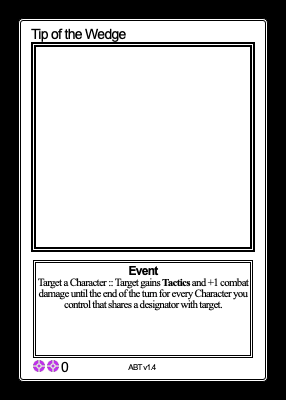 Tip of the Wedge
Event
Target a Character :: Target gains Tactics and +1 combat
damage until the end of the turn for every Character you
control that shares a designator with target.
0
ABT v1.4